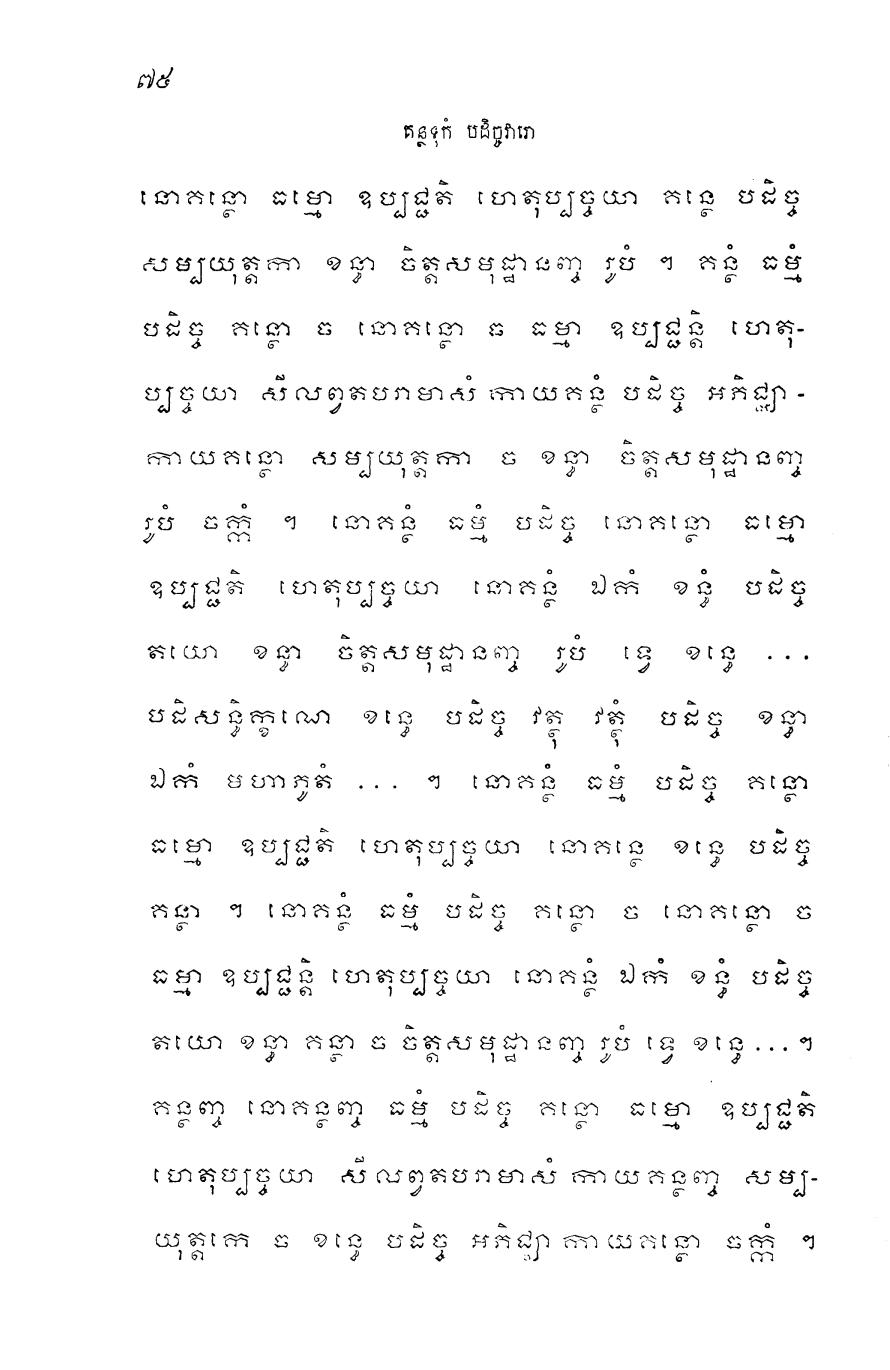 ៧៥
គន្ថទុកំ បដិច្ចវារោ
នោគន្ថោ ធម្មោ ឧប្បជ្ជតិ ហេតុប្បច្ចយា គន្ថេ បដិច្ច
សម្បយុត្តកា ខន្ធា ចិត្តសមុដ្ឋានញ្ច រូបំ ។ គន្ថំ ធម្មំ
បដិច្ច គន្ថោ ច នោគន្ថោ ច ធម្មា ឧប្បជ្ជន្តិ ហេតុ-
ប្បច្ចយា សីលព្វតបរាមាសំ កាយគន្ថំ បដិច្ច អភិជ្ឈា-
កាយគន្ថោ សម្បយុត្តកា ច ខន្ធា ចិត្តសមុដ្ឋានញ្ច
រូបំ ចក្កំ ។ នោគន្ថំ ធម្មំ បដិច្ច នោគន្ថោ ធម្មោ
ឧប្បជ្ជតិ ហេតុប្បច្ចយា នោគន្ថំ ឯកំ ខន្ធំ បដិច្ច
តយោ ខន្ធា ចិត្តសមុដ្ឋានញ្ច រូបំ ទ្វេ ខន្ធេ ...
បដិសន្ធិក្ខណេ ខន្ធេ បដិច្ច វត្ថុ វត្ថុំ បដិច្ច ខន្ធា
ឯកំ មហាភូតំ ... ។ នោគន្ថំ ធម្មំ បដិច្ច គន្ថោ
ធម្មោ ឧប្បជ្ជតិ ហេតុប្បច្ចយា នោគន្ថេ ខន្ធេ បដិច្ច
គន្ថា ។ នោគន្ថំ ធម្មំ បដិច្ច គន្ថោ ច នោគន្ថោ ច
ធម្មា ឧប្បជ្ជន្តិ ហេតុប្បច្ចយា នោគន្ថំ ឯកំ ខន្ធំ បដិច្ច
តយោ ខន្ធា គន្ថា ច ចិត្តសមុដ្ឋានញ្ច រូបំ ទ្វេ ខន្ធេ ... ។
គន្ថញ្ច នោគន្ថញ្ច ធម្មំ បដិច្ច គន្ថោ ធម្មោ ឧប្បជ្ជតិ
ហេតុប្បច្ចយា សីលព្វតបរាមាសំ កាយគន្ថញ្ច សម្ប-
យុត្តកេ ច ខន្ធេ បដិច្ច អភិជ្ឈា កាយគន្ថោ ចក្កំ ។